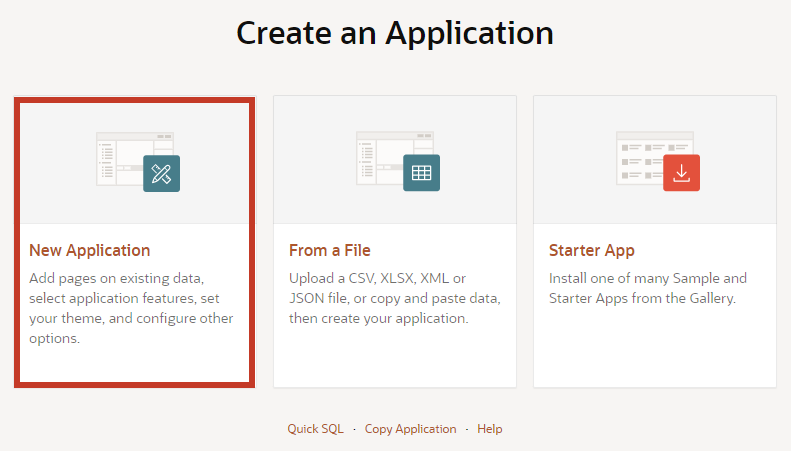 Create an Application
New Application
Add pages on existing data,
select application features, set
your theme, and configure other
options.
From a File
Upload a CSV, XLSX, XML or
JSON file, or copy and paste data,
then create your application.
Starter App
Install one of many Sample and
Starter Apps from the Gallery.
Quick SQL · Copy Application · Help